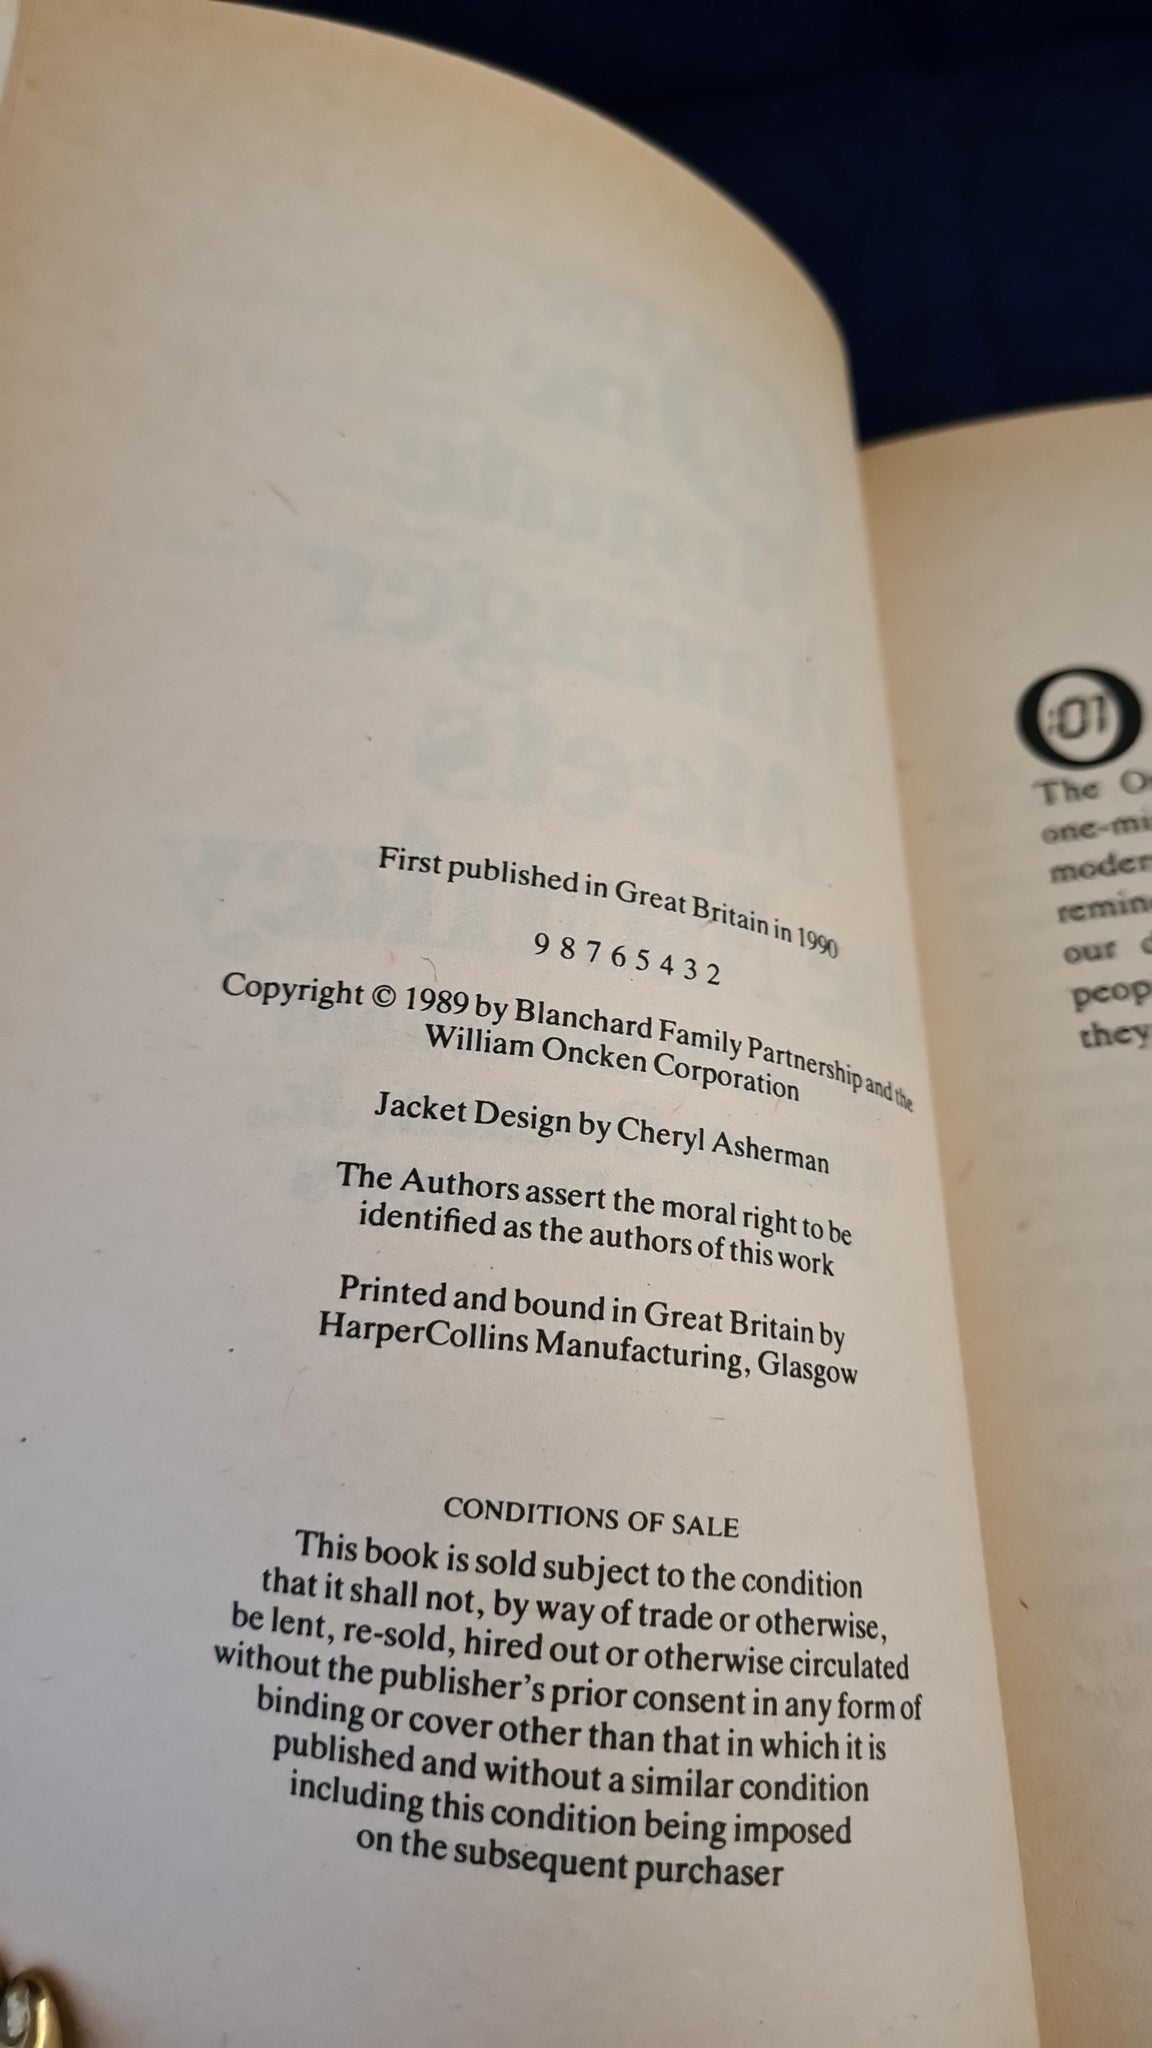 First published in Great Britain in 1990
9 8 7 6 5 4 3 2
Copyright © 1989 by Blanchard Family Partnership and the
William Oncken Corporation
Jacket Design by Cheryl Asherman
The Authors assert the moral right to be
identified as the authors of this work
Printed and bound in Great Britain by
HarperCollins Manufacturing, Glasgow
CONDITIONS OF SALE
This book is sold subject to the condition
that it shall not, by way of trade or otherwise,
be lent, re-sold, hired out or otherwise circulated
without the publisher's prior consent in any form of
binding or cover other than that in which it is
published and without a similar condition
including this condition being imposed
on the subsequent purchaser
:01
The O
one-mi
moder
remin
our
peop
they